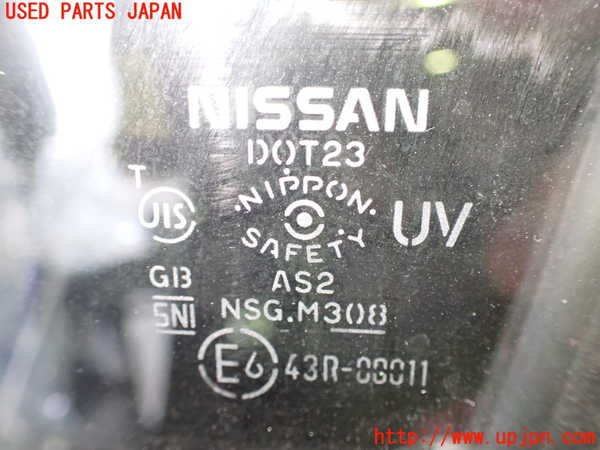 USED PARTS JAPAN
NISSAN
DOT23
T
JIS
·NIPPON·
SAFETY
UV
GB
AS2
SNI
NSG.M308
E6 43R-00011
http://www.upjpn.com